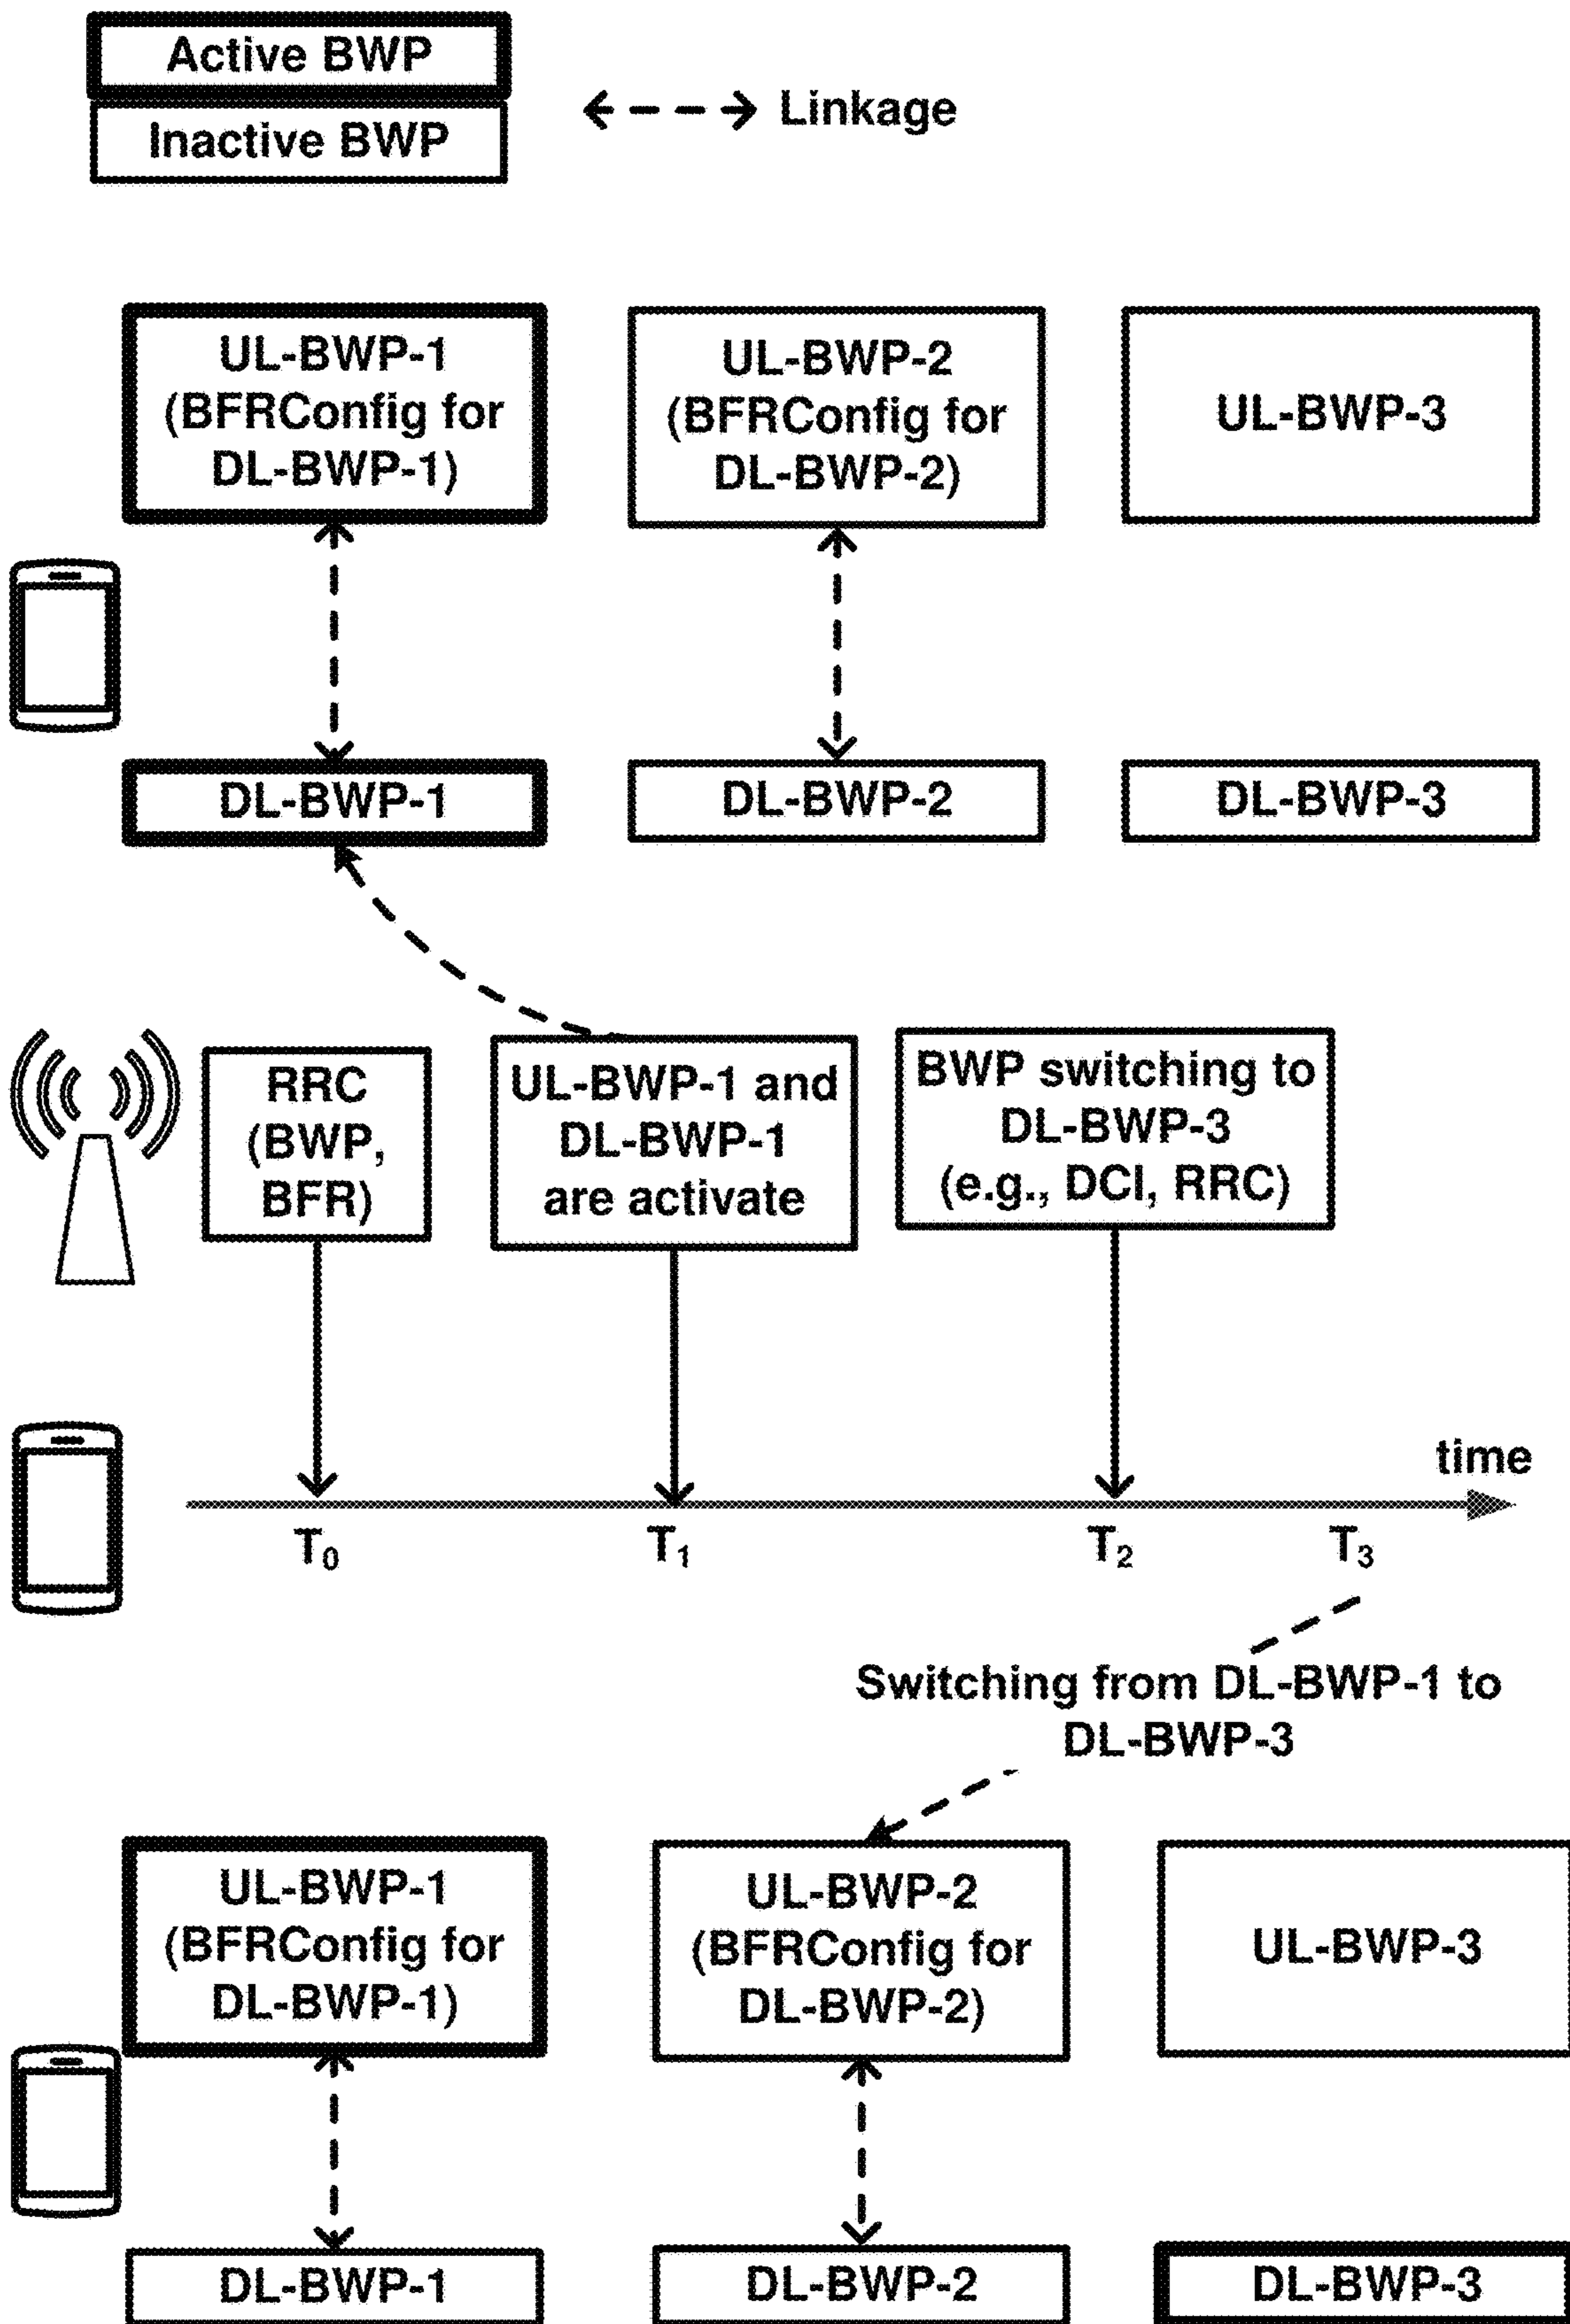 Active BWP
Inactive BWP
Linkage
UL-BWP-1
(BFRConfig for
DL-BWP-1)
UL-BWP-2
(BFRConfig for
DL-BWP-2)
UL-BWP-3
DL-BWP-1
DL-BWP-2
DL-BWP-3
RRC
(BWP,
BFR)
UL-BWP-1 and
DL-BWP-1
are activate
BWP switching to
DL-BWP-3
(e.g., DCI, RRC)
time
T₀
T₁
T₂
T₃
Switching from DL-BWP-1 to
DL-BWP-3
UL-BWP-1
(BFRConfig for
DL-BWP-1)
UL-BWP-2
(BFRConfig for
DL-BWP-2)
UL-BWP-3
DL-BWP-1
DL-BWP-2
DL-BWP-3